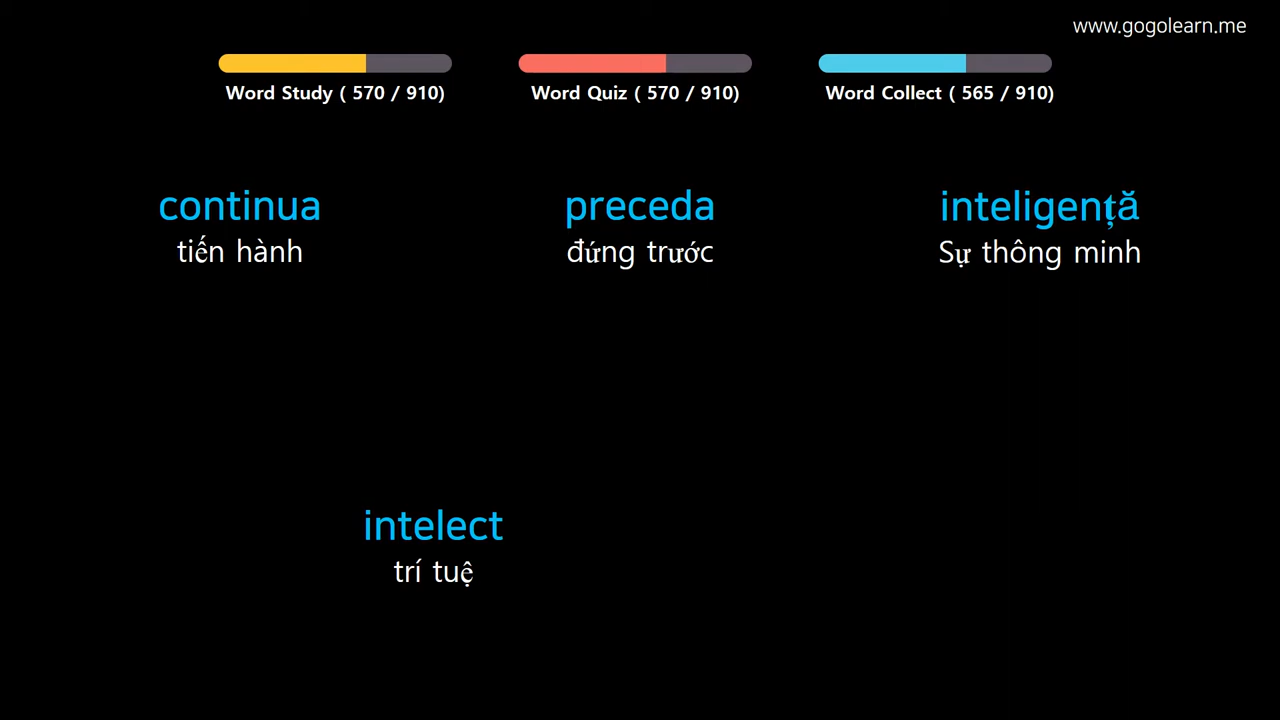 www.gogolearn.me
Word Study ( 570 / 910)
Word Quiz ( 570 / 910)
Word Collect ( 565 / 910)
continua
tiến hành
preceda
đứng trước
inteligență
Sự thông minh
intelect
trí tuệ